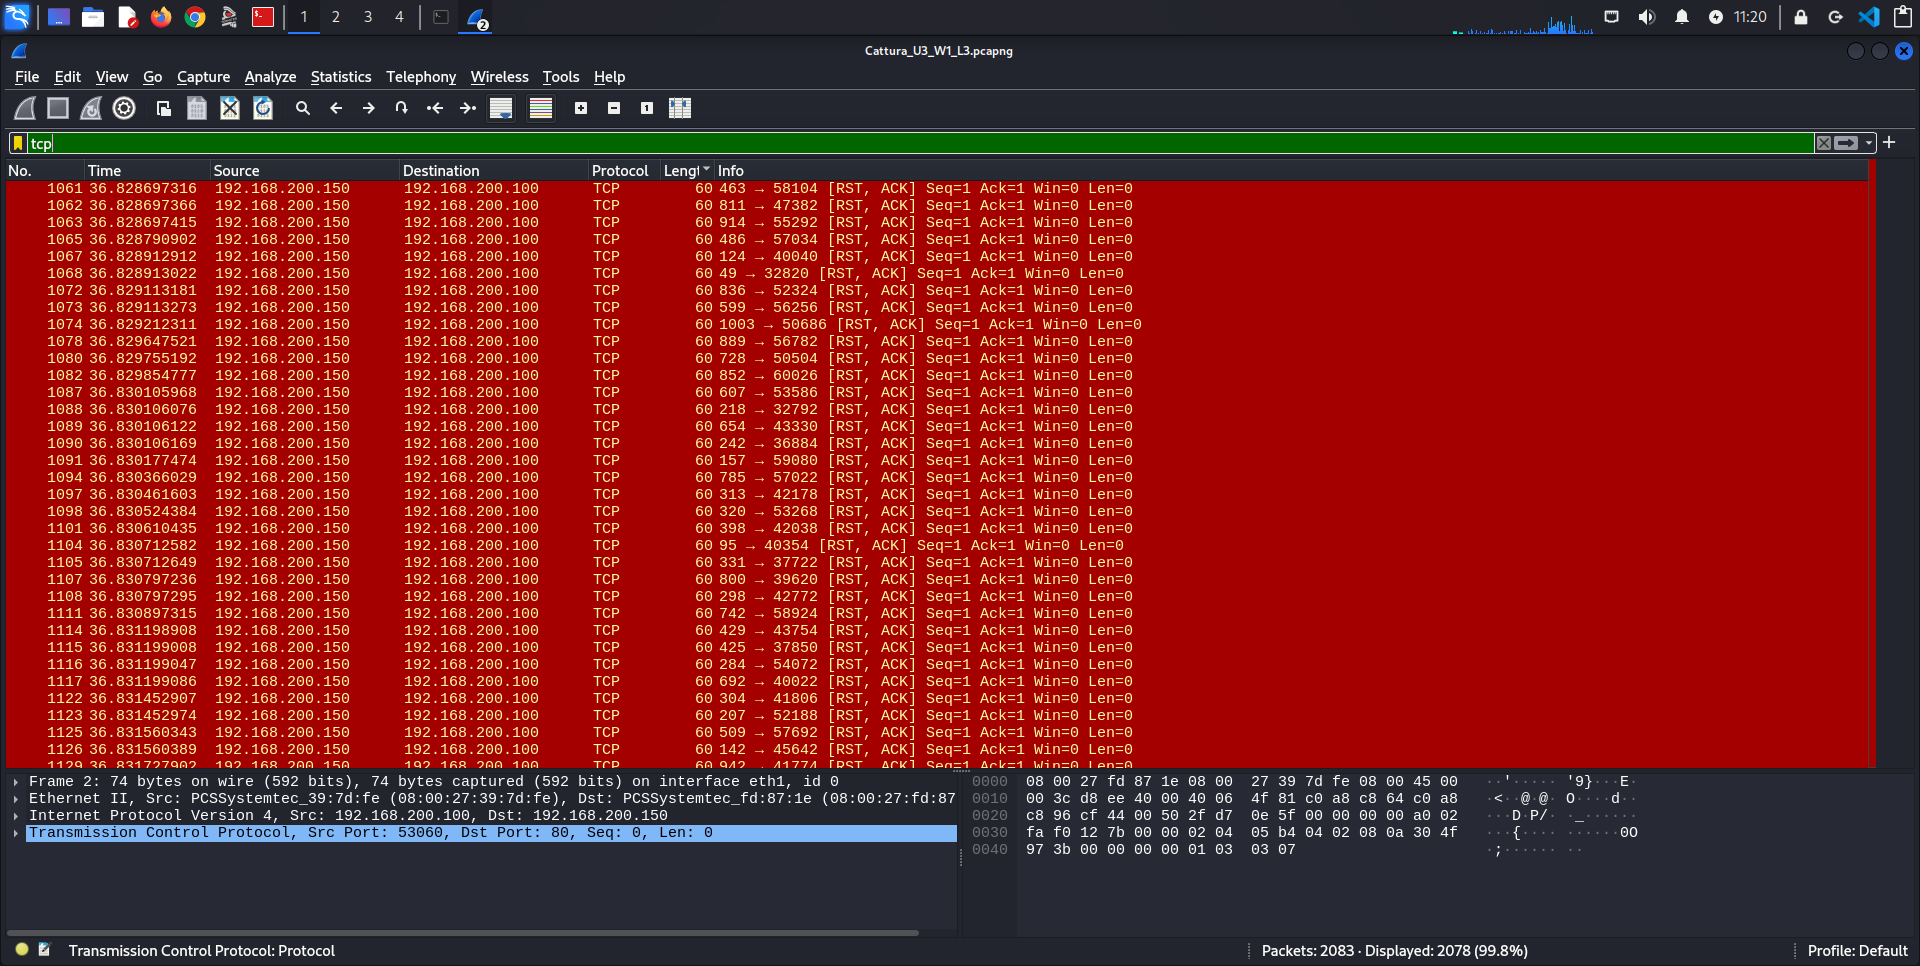 1 2 3 4 2 11:20
Cattura_U3_W1_L3.pcapng
File Edit View Go Capture Analyze Statistics Telephony Wireless Tools Help
tcp
No. Time Source Destination Protocol Lengt Info
1061 36.828697316 192.168.200.150 192.168.200.100 TCP 60 463 → 58104 [RST, ACK] Seq=1 Ack=1 Win=0 Len=0
1062 36.828697366 192.168.200.150 192.168.200.100 TCP 60 811 → 47382 [RST, ACK] Seq=1 Ack=1 Win=0 Len=0
1063 36.828697415 192.168.200.150 192.168.200.100 TCP 60 914 → 55292 [RST, ACK] Seq=1 Ack=1 Win=0 Len=0
1065 36.828790902 192.168.200.150 192.168.200.100 TCP 60 486 → 57034 [RST, ACK] Seq=1 Ack=1 Win=0 Len=0
1067 36.828912912 192.168.200.150 192.168.200.100 TCP 60 124 → 40040 [RST, ACK] Seq=1 Ack=1 Win=0 Len=0
1068 36.828913022 192.168.200.150 192.168.200.100 TCP 60 49 → 32820 [RST, ACK] Seq=1 Ack=1 Win=0 Len=0
1072 36.829113181 192.168.200.150 192.168.200.100 TCP 60 836 → 52324 [RST, ACK] Seq=1 Ack=1 Win=0 Len=0
1073 36.829113273 192.168.200.150 192.168.200.100 TCP 60 599 → 56256 [RST, ACK] Seq=1 Ack=1 Win=0 Len=0
1074 36.829212311 192.168.200.150 192.168.200.100 TCP 60 1003 → 50686 [RST, ACK] Seq=1 Ack=1 Win=0 Len=0
1078 36.829647521 192.168.200.150 192.168.200.100 TCP 60 889 → 56782 [RST, ACK] Seq=1 Ack=1 Win=0 Len=0
1080 36.829755192 192.168.200.150 192.168.200.100 TCP 60 728 → 50504 [RST, ACK] Seq=1 Ack=1 Win=0 Len=0
1082 36.829854777 192.168.200.150 192.168.200.100 TCP 60 852 → 60026 [RST, ACK] Seq=1 Ack=1 Win=0 Len=0
1087 36.830105968 192.168.200.150 192.168.200.100 TCP 60 607 → 53586 [RST, ACK] Seq=1 Ack=1 Win=0 Len=0
1088 36.830106076 192.168.200.150 192.168.200.100 TCP 60 218 → 32792 [RST, ACK] Seq=1 Ack=1 Win=0 Len=0
1089 36.830106122 192.168.200.150 192.168.200.100 TCP 60 654 → 43330 [RST, ACK] Seq=1 Ack=1 Win=0 Len=0
1090 36.830106169 192.168.200.150 192.168.200.100 TCP 60 242 → 36884 [RST, ACK] Seq=1 Ack=1 Win=0 Len=0
1091 36.830177474 192.168.200.150 192.168.200.100 TCP 60 157 → 59080 [RST, ACK] Seq=1 Ack=1 Win=0 Len=0
1094 36.830366029 192.168.200.150 192.168.200.100 TCP 60 785 → 57022 [RST, ACK] Seq=1 Ack=1 Win=0 Len=0
1097 36.830461603 192.168.200.150 192.168.200.100 TCP 60 313 → 42178 [RST, ACK] Seq=1 Ack=1 Win=0 Len=0
1098 36.830524384 192.168.200.150 192.168.200.100 TCP 60 320 → 53268 [RST, ACK] Seq=1 Ack=1 Win=0 Len=0
1101 36.830610435 192.168.200.150 192.168.200.100 TCP 60 398 → 42038 [RST, ACK] Seq=1 Ack=1 Win=0 Len=0
1104 36.830712582 192.168.200.150 192.168.200.100 TCP 60 95 → 40354 [RST, ACK] Seq=1 Ack=1 Win=0 Len=0
1105 36.830712649 192.168.200.150 192.168.200.100 TCP 60 331 → 37722 [RST, ACK] Seq=1 Ack=1 Win=0 Len=0
1107 36.830797236 192.168.200.150 192.168.200.100 TCP 60 800 → 39620 [RST, ACK] Seq=1 Ack=1 Win=0 Len=0
1108 36.830797295 192.168.200.150 192.168.200.100 TCP 60 298 → 42772 [RST, ACK] Seq=1 Ack=1 Win=0 Len=0
1111 36.830897315 192.168.200.150 192.168.200.100 TCP 60 742 → 58924 [RST, ACK] Seq=1 Ack=1 Win=0 Len=0
1114 36.831198908 192.168.200.150 192.168.200.100 TCP 60 429 → 43754 [RST, ACK] Seq=1 Ack=1 Win=0 Len=0
1115 36.831199008 192.168.200.150 192.168.200.100 TCP 60 425 → 37850 [RST, ACK] Seq=1 Ack=1 Win=0 Len=0
1116 36.831199047 192.168.200.150 192.168.200.100 TCP 60 284 → 54072 [RST, ACK] Seq=1 Ack=1 Win=0 Len=0
1117 36.831199086 192.168.200.150 192.168.200.100 TCP 60 692 → 40022 [RST, ACK] Seq=1 Ack=1 Win=0 Len=0
1122 36.831452907 192.168.200.150 192.168.200.100 TCP 60 304 → 41806 [RST, ACK] Seq=1 Ack=1 Win=0 Len=0
1123 36.831452974 192.168.200.150 192.168.200.100 TCP 60 207 → 52188 [RST, ACK] Seq=1 Ack=1 Win=0 Len=0
1125 36.831560343 192.168.200.150 192.168.200.100 TCP 60 509 → 57692 [RST, ACK] Seq=1 Ack=1 Win=0 Len=0
1126 36.831560389 192.168.200.150 192.168.200.100 TCP 60 142 → 45642 [RST, ACK] Seq=1 Ack=1 Win=0 Len=0
1129 36.831727902 192.168.200.150 192.168.200.100 TCP 60 942 → 41774 [RST, ACK] Seq=1 Ack=1 Win=0 Len=0
Frame 2: 74 bytes on wire (592 bits), 74 bytes captured (592 bits) on interface eth1, id 0
Ethernet II, Src: PCSSystemtec_39:7d:fe (08:00:27:39:7d:fe), Dst: PCSSystemtec_fd:87:1e (08:00:27:fd:87
Internet Protocol Version 4, Src: 192.168.200.100, Dst: 192.168.200.150
Transmission Control Protocol, Src Port: 53060, Dst Port: 80, Seq: 0, Len: 0
0000 08 00 27 fd 87 1e 08 00 27 39 7d fe 08 00 45 00 ··'····· '9}···E·
0010 00 3c d8 ee 40 00 40 06 4f 81 c0 a8 c8 64 c0 a8 ·<··@·@· O····d··
0020 c8 96 cf 44 00 50 2f d7 0e 5f 00 00 00 00 a0 02 ···D·P/· ·_······
0030 fa f0 12 7b 00 00 02 04 05 b4 04 02 08 0a 30 4f ···{···· ······0O
0040 97 3b 00 00 00 00 01 03 03 07 ·;······ ··
Transmission Control Protocol: Protocol
Packets: 2083 · Displayed: 2078 (99.8%)
Profile: Default